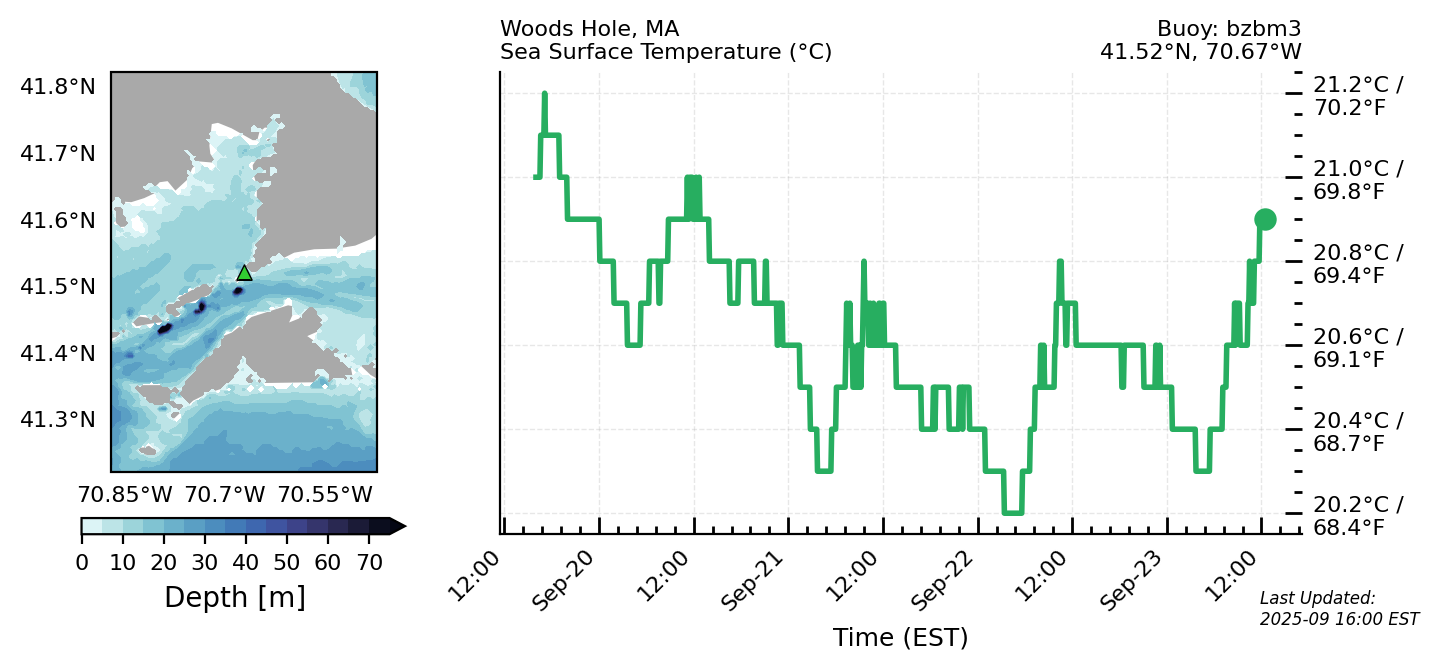 Woods Hole, MA
Sea Surface Temperature (°C)
Buoy: bzbm3
41.52°N, 70.67°W
41.8°N
41.7°N
41.6°N
41.5°N
41.4°N
41.3°N
70.85°W 70.7°W 70.55°W
0 10 20 30 40 50 60 70
Depth [m]
21.2°C /
70.2°F
21.0°C /
69.8°F
20.8°C /
69.4°F
20.6°C /
69.1°F
20.4°C /
68.7°F
20.2°C /
68.4°F
12:00 Sep-20 12:00 Sep-21 12:00 Sep-22 12:00 Sep-23 12:00
Time (EST)
Last Updated:
2025-09 16:00 EST